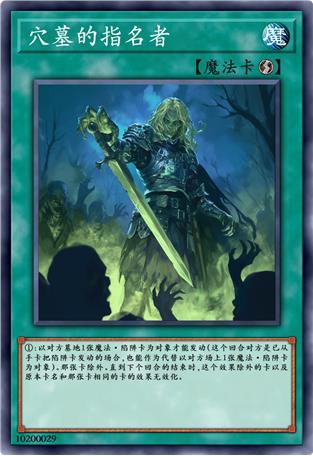 穴墓的指名者
魔
【魔法卡】
①:以对方墓地1张魔法·陷阱卡为对象才能发动(这个回合对方是已从
手卡把陷阱卡发动的场合,也能作为代替以对方场上1张魔法·陷阱卡
为对象)。那张卡除外。直到下个回合的结束时,这个效果除外的卡以及
原本卡名和那张卡相同的卡的效果无效化。
10200029